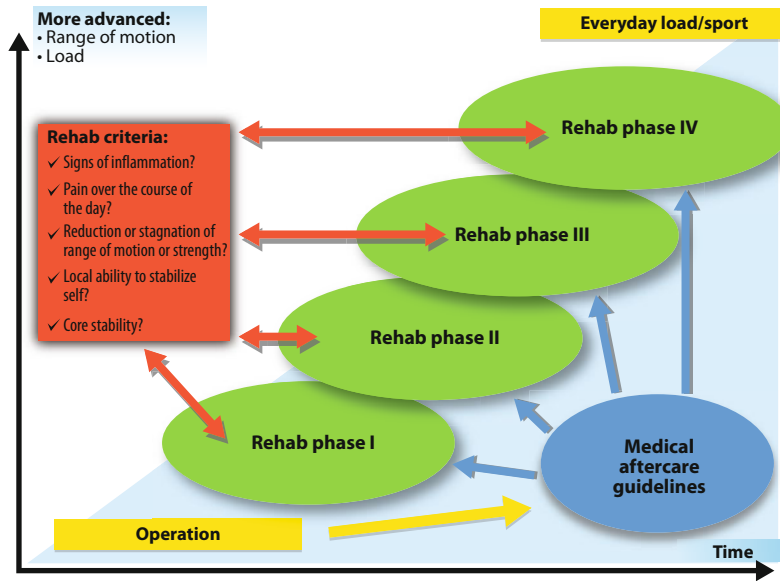 More advanced:
• Range of motion
• Load
Everyday load/sport
Rehab phase IV
Rehab criteria:
✓ Signs of inflammation?
✓ Pain over the course of
the day?
✓ Reduction or stagnation of
range of motion or strength?
✓ Local ability to stabilize
self?
✓ Core stability?
Rehab phase III
Rehab phase II
Rehab phase I
Medical
aftercare
guidelines
Operation
Time